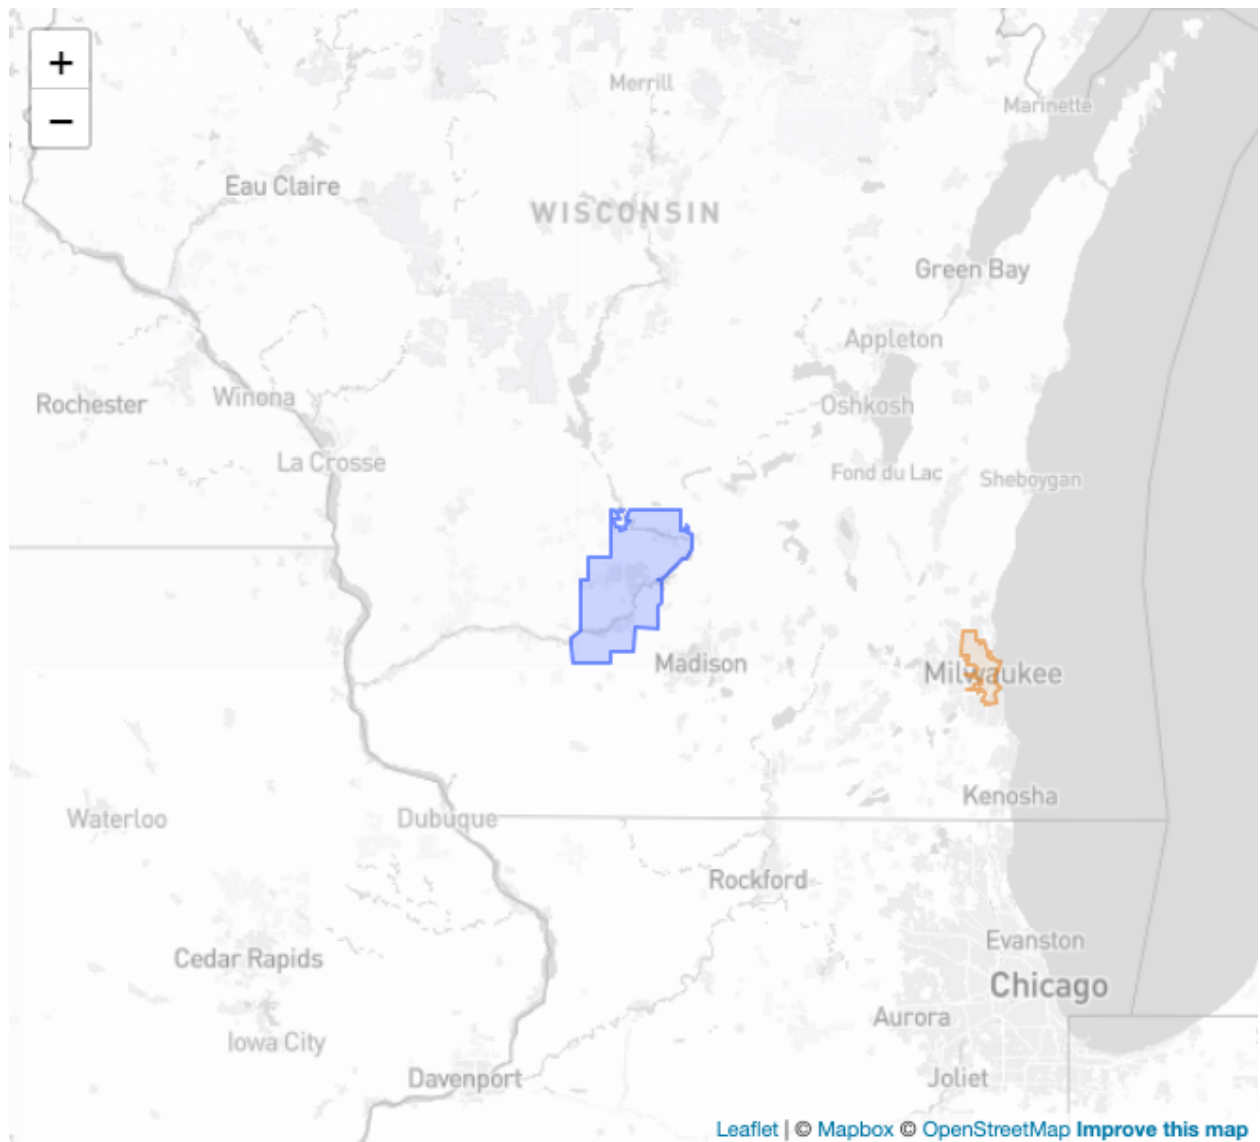 +
−
Merrill
Marinette
Eau Claire
WISCONSIN
Green Bay
Appleton
Rochester
Winona
Oshkosh
La Crosse
Fond du Lac
Sheboygan
Madison
Milwaukee
Kenosha
Waterloo
Dubuque
Rockford
Evanston
Cedar Rapids
Chicago
Aurora
Iowa City
Davenport
Joliet
Leaflet | © Mapbox © OpenStreetMap Improve this map